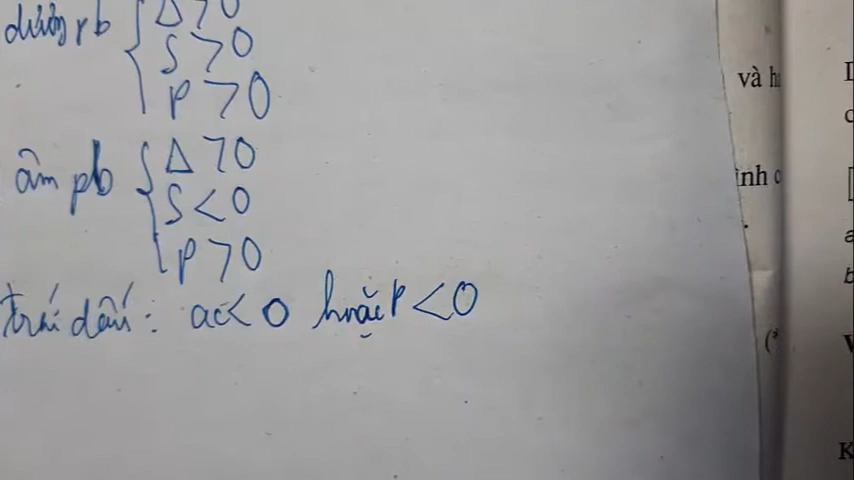 dương pb { Δ > 0
S > 0
P > 0
âm pb { Δ > 0
S < 0
P > 0
trái dấu: ac < 0 hoặc P < 0
và h
ình c